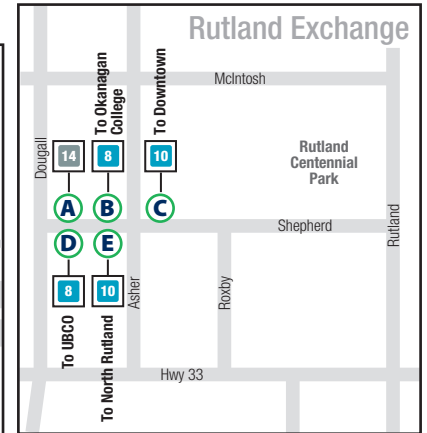 Rutland Exchange
McIntosh
Dougall
14
To Okanagan
College
8
To Downtown
10
Rutland
Centennial
Park
A
B
C
Shepherd
Rutland
D
E
8
10
To UBCO
To North Rutland
Asher
Roxby
Hwy 33